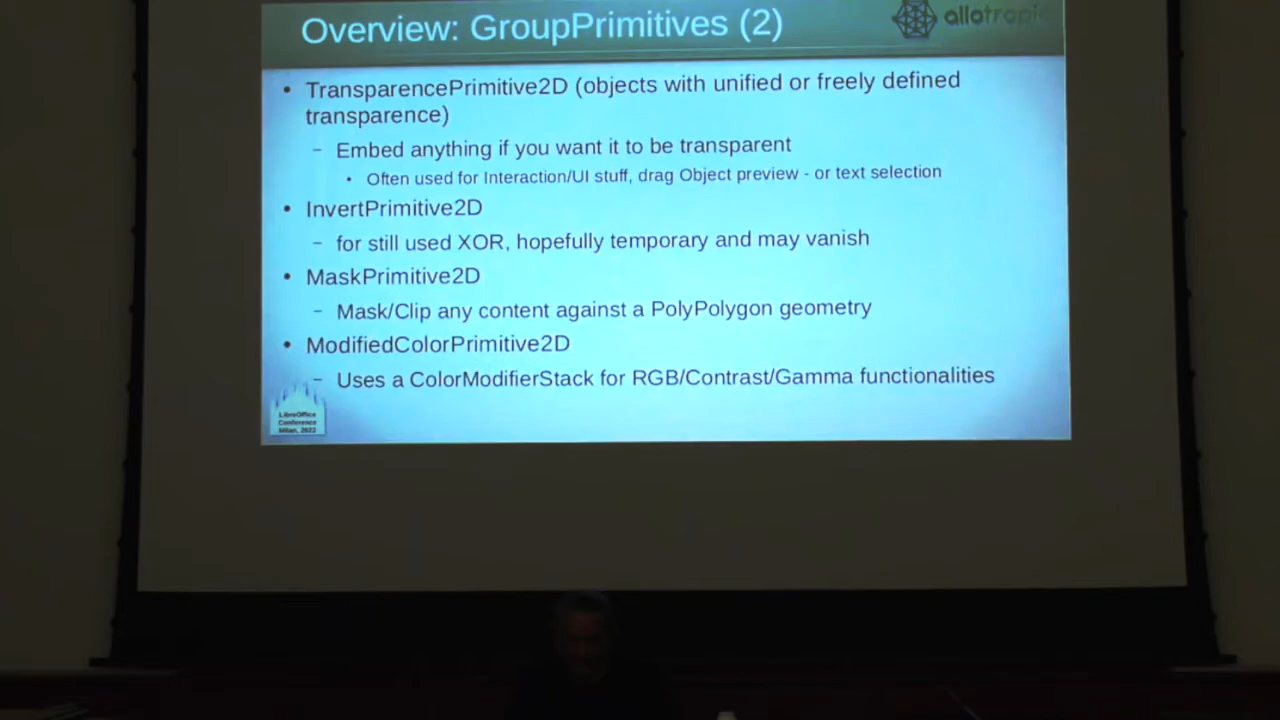 Overview: GroupPrimitives (2)
allotropia
• TransparencePrimitive2D (objects with unified or freely defined
transparence)
– Embed anything if you want it to be transparent
• Often used for Interaction/UI stuff, drag Object preview - or text selection
• InvertPrimitive2D
– for still used XOR, hopefully temporary and may vanish
• MaskPrimitive2D
– Mask/Clip any content against a PolyPolygon geometry
• ModifiedColorPrimitive2D
– Uses a ColorModifierStack for RGB/Contrast/Gamma functionalities
LibreOffice
Conference
Milan, 2022